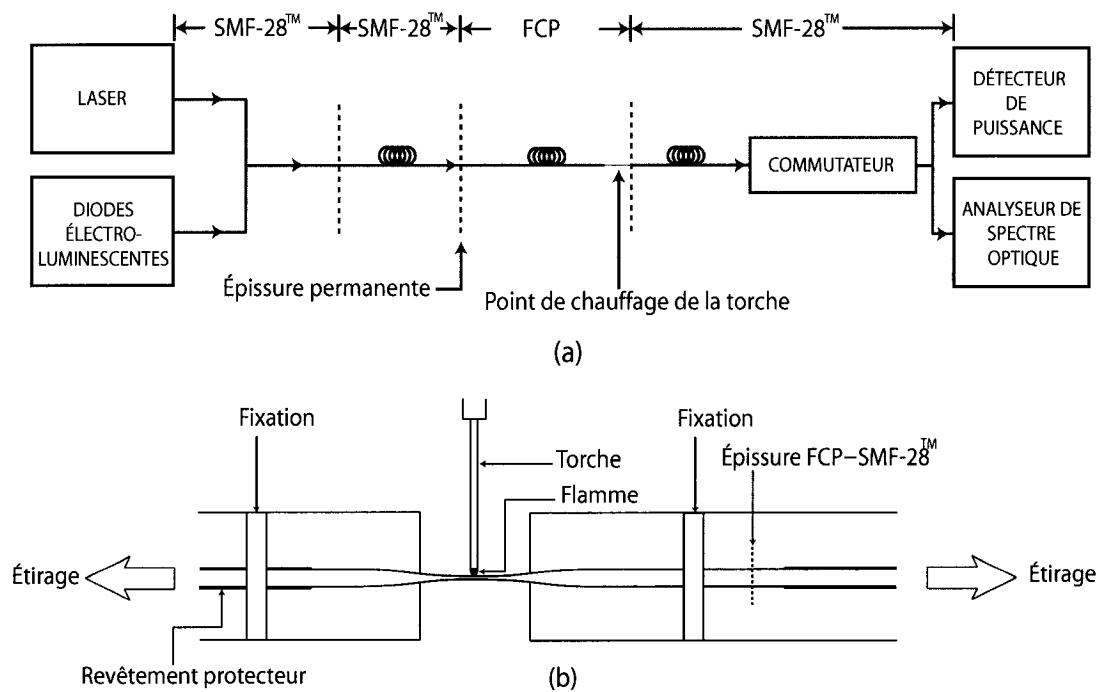 SMF-28™ SMF-28™ FCP SMF-28™
LASER
DÉTECTEUR
DE
PUISSANCE
COMMUTATEUR
DIODES
ÉLECTRO-
LUMINESCENTES
ANALYSEUR DE
SPECTRE
OPTIQUE
Épissure permanente
Point de chauffage de la torche
(a)
Fixation
Fixation
Torche
Épissure FCP–SMF-28™
Flamme
Étirage
Étirage
Revêtement protecteur
(b)